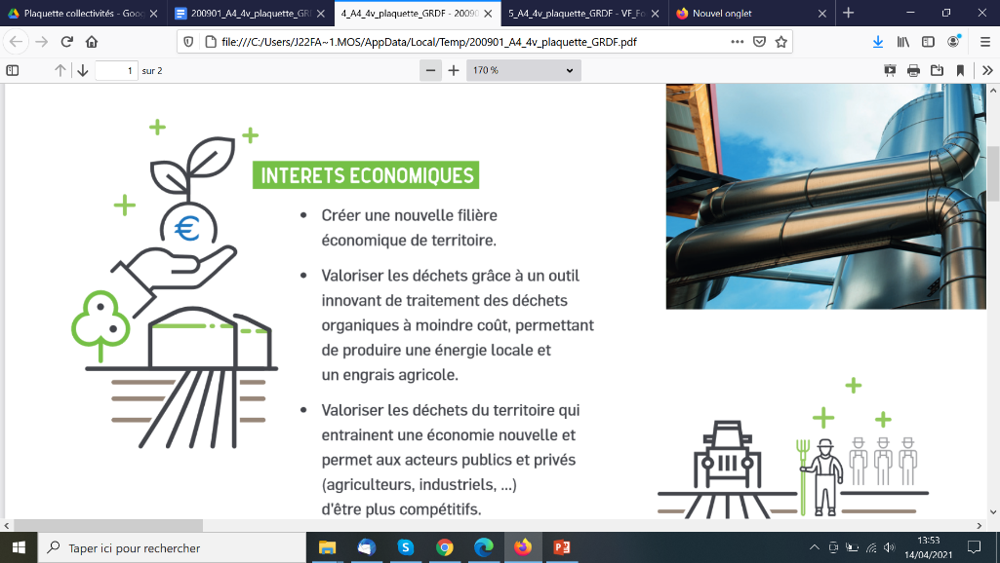 Plaquette collectivités - Goo
200901_A4_4v_plaquette_GR
4_A4_4v_plaquette_GRDF - 2009
5_A4_4v_plaquette_GRDF - VF_Fo
Nouvel onglet
file:///C:/Users/J22FA~1.MOS/AppData/Local/Temp/200901_A4_4v_plaquette_GRDF.pdf
1 sur 2
170 %
INTERETS ECONOMIQUES
€
• Créer une nouvelle filière
économique de territoire.
• Valoriser les déchets grâce à un outil
innovant de traitement des déchets
organiques à moindre coût, permettant
de produire une énergie locale et
un engrais agricole.
• Valoriser les déchets du territoire qui
entrainent une économie nouvelle et
permet aux acteurs publics et privés
(agriculteurs, industriels, ...)
d'être plus compétitifs.
Taper ici pour rechercher
13:53
14/04/2021